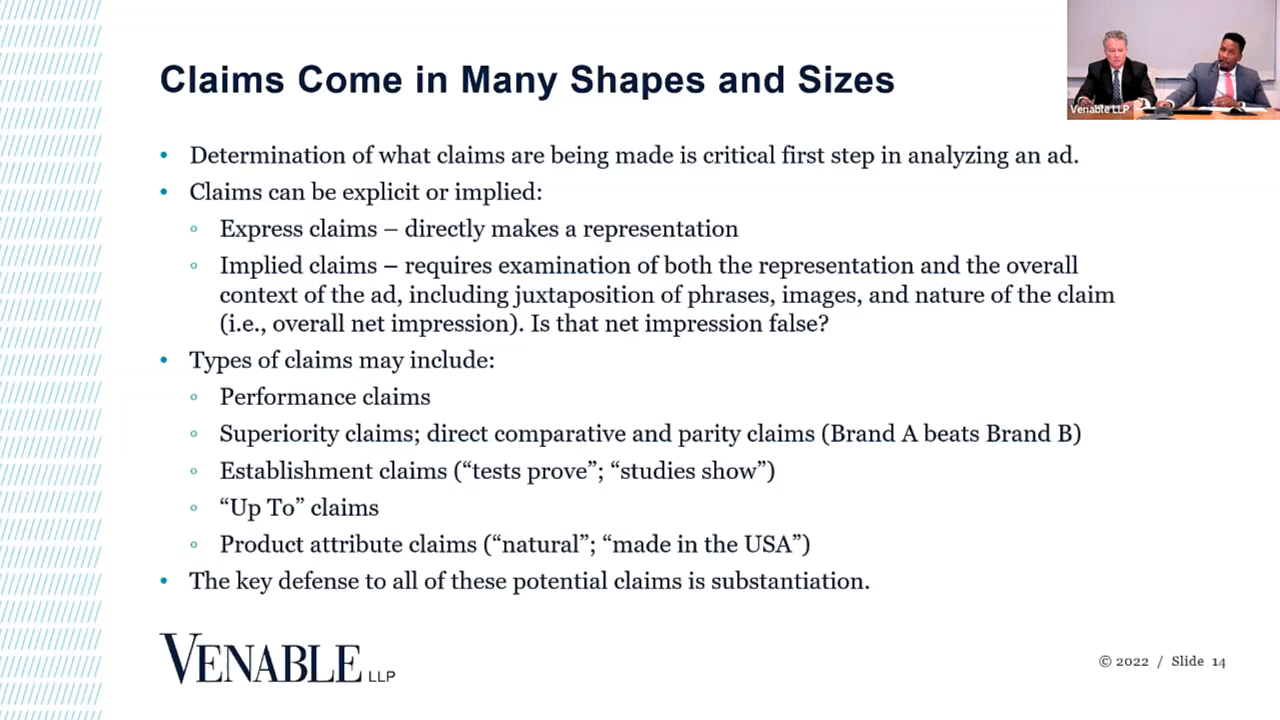 Claims Come in Many Shapes and Sizes
Venable LLP
• Determination of what claims are being made is critical first step in analyzing an ad.
• Claims can be explicit or implied:
◦ Express claims – directly makes a representation
◦ Implied claims – requires examination of both the representation and the overall
context of the ad, including juxtaposition of phrases, images, and nature of the claim
(i.e., overall net impression). Is that net impression false?
• Types of claims may include:
◦ Performance claims
◦ Superiority claims; direct comparative and parity claims (Brand A beats Brand B)
◦ Establishment claims (“tests prove”; “studies show”)
◦ “Up To” claims
◦ Product attribute claims (“natural”; “made in the USA”)
• The key defense to all of these potential claims is substantiation.
VENABLE LLP
© 2022 / Slide 14